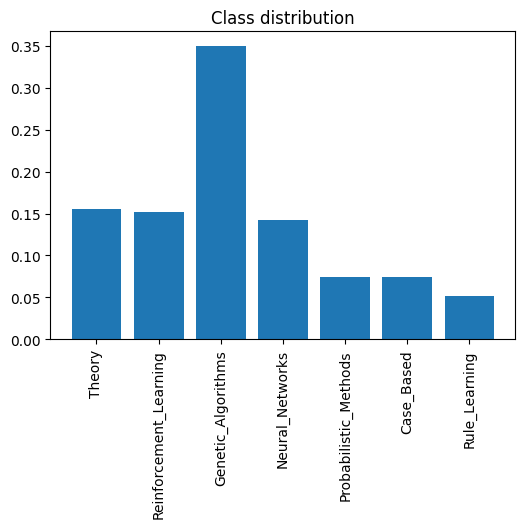 Class distribution
0.35
0.30
0.25
0.20
0.15
0.10
0.05
0.00
Theory
Reinforcement_Learning
Genetic_Algorithms
Neural_Networks
Probabilistic_Methods
Case_Based
Rule_Learning